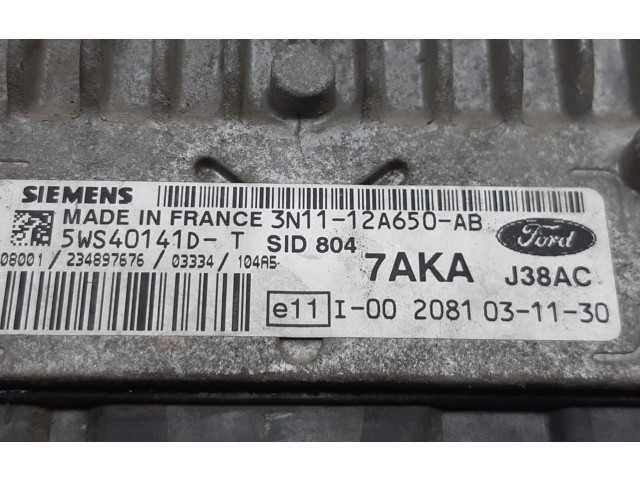 SIEMENS
MADE IN FRANCE 3N11-12A650-AB
5WS40141D- T SID 804
Ford
08001/234897676/03334/104A5 7AKA J38AC
e11 I-00 2081 03-11-30